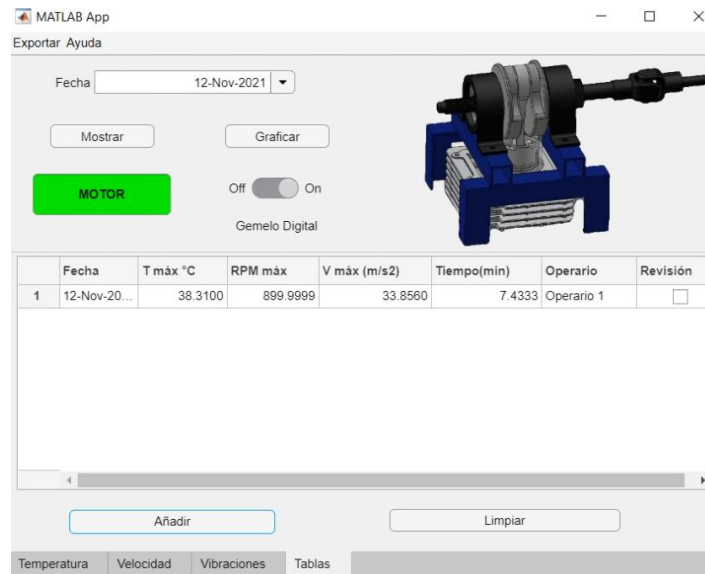 MATLAB App
Exportar Ayuda
Fecha 12-Nov-2021
Mostrar Graficar
MOTOR Off On
Gemelo Digital
Fecha T máx °C RPM máx V máx (m/s2) Tiempo(min) Operario Revisión
1 12-Nov-20... 38.3100 899.9999 33.8560 7.4333 Operario 1
Añadir Limpiar
Temperatura Velocidad Vibraciones Tablas